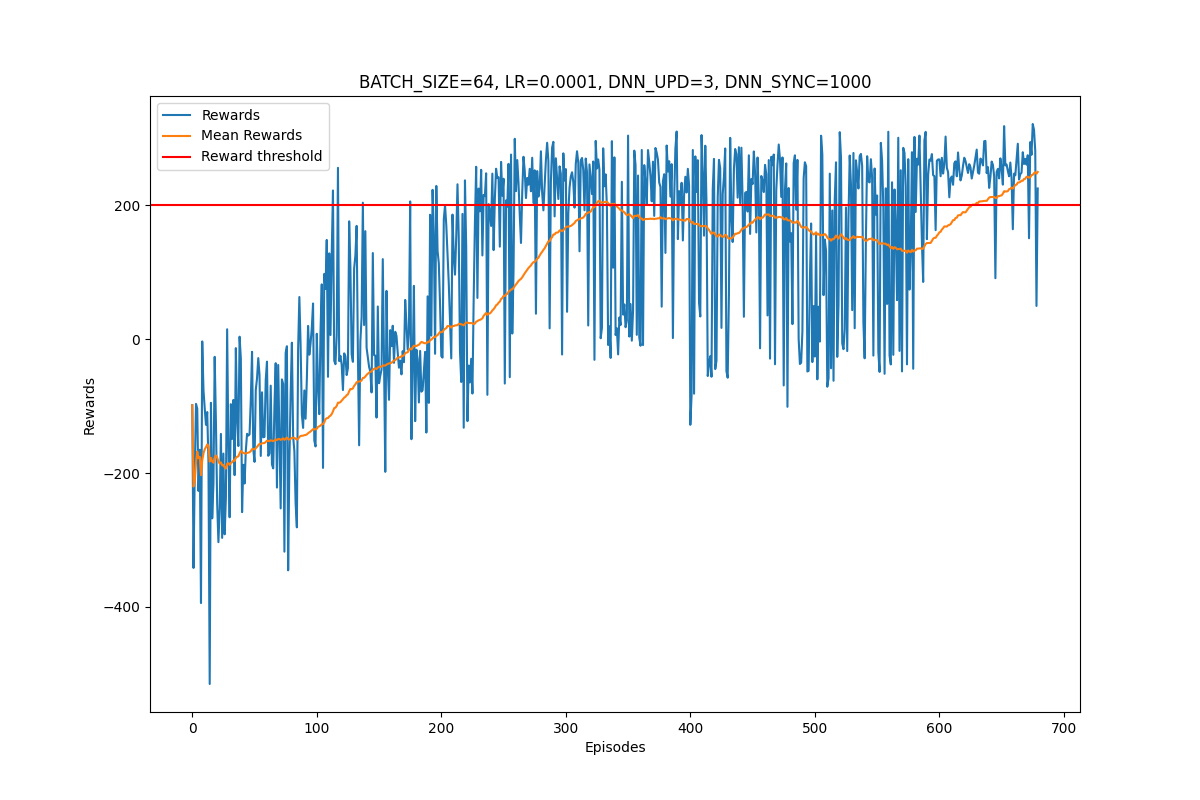 BATCH_SIZE=64, LR=0.0001, DNN_UPD=3, DNN_SYNC=1000
Rewards
Mean Rewards
Reward threshold
200
0
−200
−400
Rewards
0 100 200 300 400 500 600 700
Episodes